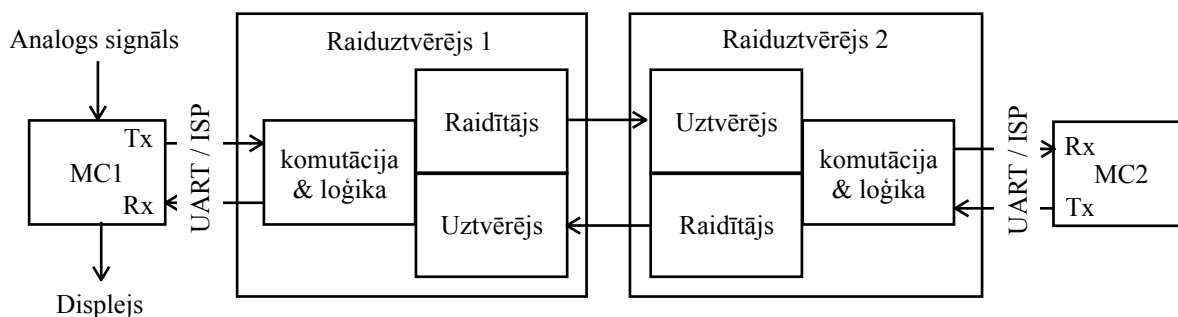 Analogs signāls
Raiduztvērējs 1
Raiduztvērējs 2
MC1
Tx
Rx
UART / ISP
komutācija
& loģika
Raidītājs
Uztvērējs
Uztvērējs
Raidītājs
komutācija
& loģika
UART / ISP
Rx
MC2
Tx
Displejs